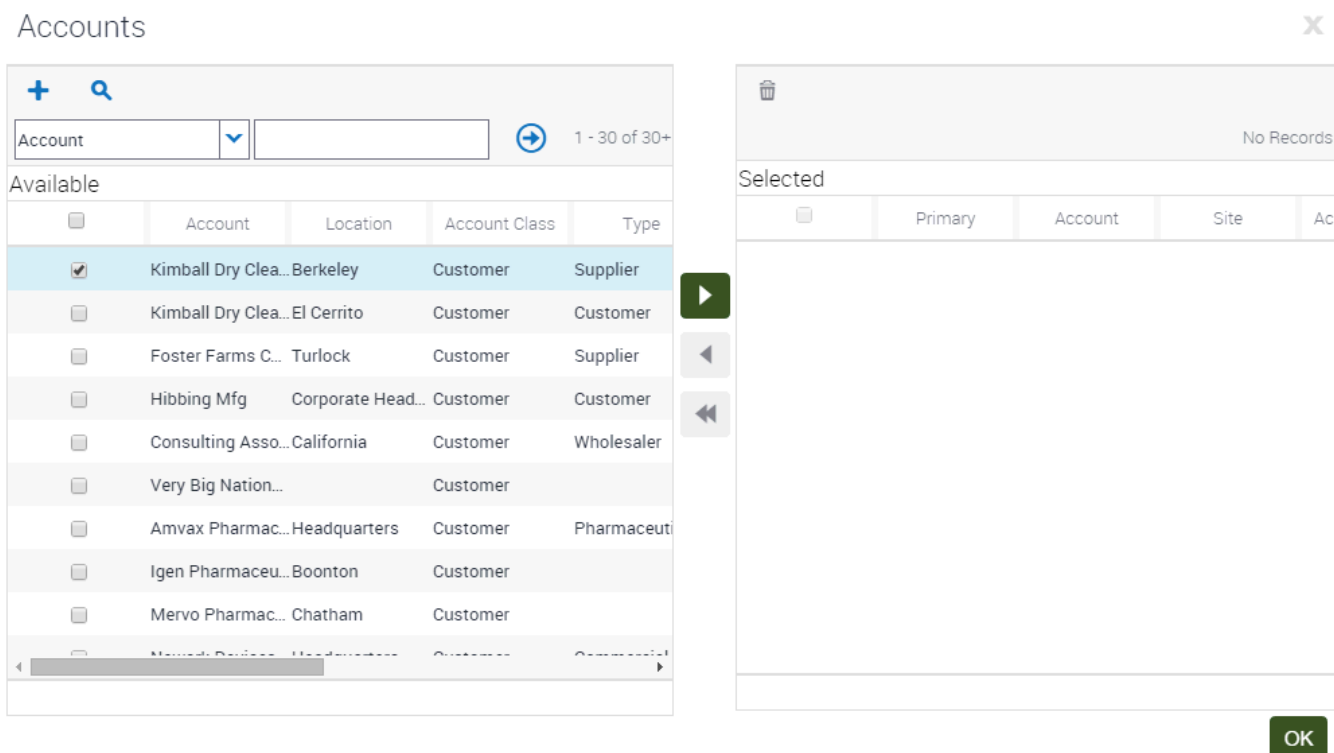 Accounts
X
Account
1 - 30 of 30+
No Records
Available
Selected
Account Location Account Class Type
Primary Account Site Ac
Kimball Dry Clea... Berkeley Customer Supplier
Kimball Dry Clea... El Cerrito Customer Customer
Foster Farms C... Turlock Customer Supplier
Hibbing Mfg Corporate Head... Customer Customer
Consulting Asso... California Customer Wholesaler
Very Big Nation... Customer
Amvax Pharmac... Headquarters Customer Pharmaceuti
Igen Pharmaceu... Boonton Customer
Mervo Pharmac... Chatham Customer
Headquarters Customer Commercial
OK